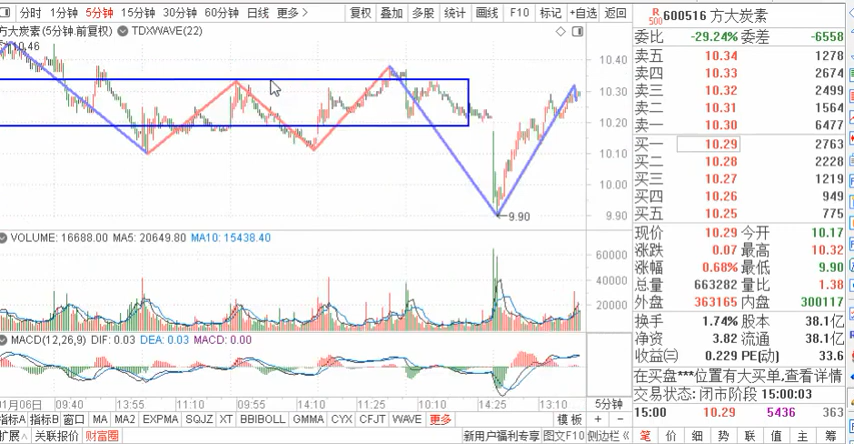 分时 1分钟 5分钟 15分钟 30分钟 60分钟 日线 更多 >
复权 叠加 多股 统计 画线 F10 标记 +自选 返回
方大炭素(5分钟.前复权) TDXWAVE(22)
10.46
10.40
10.30
10.20
10.10
10.00
9.90
←9.90
VOLUME: 16688.00 MA5: 20649.80 MA10: 15438.40
60000
40000
20000
MACD(12,26,9) DIF: 0.03 DEA: 0.03 MACD: 0.00
01月06日 09:40 13:55 11:10 09:55 14:10 11:25 10:10 14:25 13:10 5分钟
指标A 指标B 窗口 MA MA2 EXPMA SQJZ XT BBIBOLL GMMA CYX CFJT WAVE 更多 模板 + −
扩展∧ 关联报价 财富圈 新用户福利专享 图文F10 侧边栏《
R
500
600516 方大炭素
委比 -29.24% 委差 -6558
卖五 10.34 1278
卖四 10.33 2674
卖三 10.32 2499
卖二 10.31 1564
卖一 10.30 6477
买一 10.29 2763
买二 10.28 2228
买三 10.27 1219
买四 10.26 949
买五 10.25 775
现价 10.29 今开 10.17
涨跌 0.07 最高 10.32
涨幅 0.68% 最低 9.90
总量 663282 量比 1.38
外盘 363165 内盘 300117
换手 1.74% 股本 38.1亿
净资 3.82 流通 38.1亿
收益㈢ 0.229 PE(动) 33.6
在买盘***位置有大买单,查看详情
交易状态: 闭市阶段 15:00:03
15:00 10.29 5436 363
笔 价 细 势 联 值 主 筹